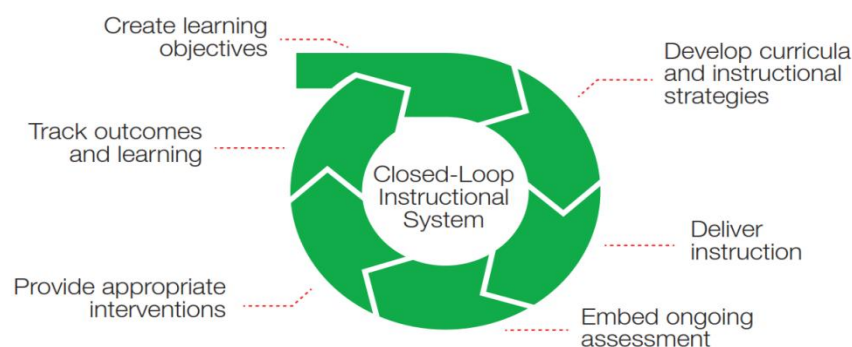 Create learning
objectives
Develop curricula
and instructional
strategies
Track outcomes
and learning
Closed-Loop
Instructional
System
Deliver
instruction
Provide appropriate
interventions
Embed ongoing
assessment